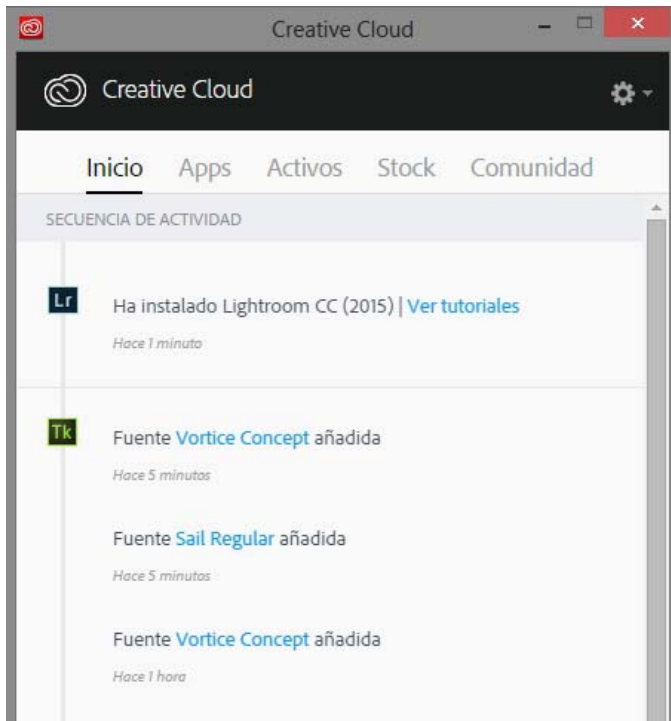 Creative Cloud
Creative Cloud
Inicio Apps Activos Stock Comunidad
SECUENCIA DE ACTIVIDAD
Lr
Ha instalado Lightroom CC (2015) | Ver tutoriales
Hace 1 minuto
Tk
Fuente Vortice Concept añadida
Hace 5 minutos
Fuente Sail Regular añadida
Hace 5 minutos
Fuente Vortice Concept añadida
Hace 1 hora